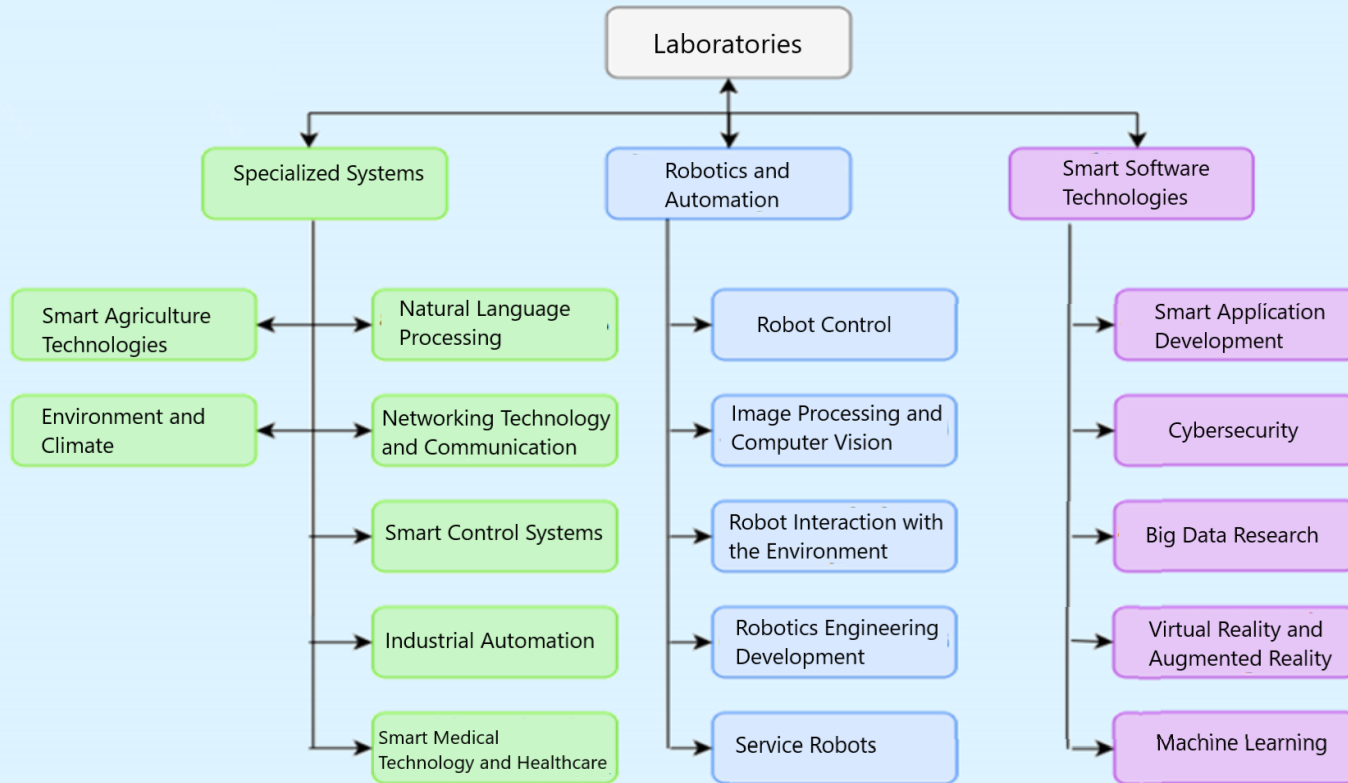 Laboratories
Specialized Systems
Robotics and
Automation
Smart Software
Technologies
Smart Agriculture
Technologies
Natural Language
Processing
Robot Control
Smart Application
Development
Environment and
Climate
Networking Technology
and Communication
Image Processing and
Computer Vision
Cybersecurity
Smart Control Systems
Robot Interaction with
the Environment
Big Data Research
Industrial Automation
Robotics Engineering
Development
Virtual Reality and
Augmented Reality
Smart Medical
Technology and Healthcare
Service Robots
Machine Learning